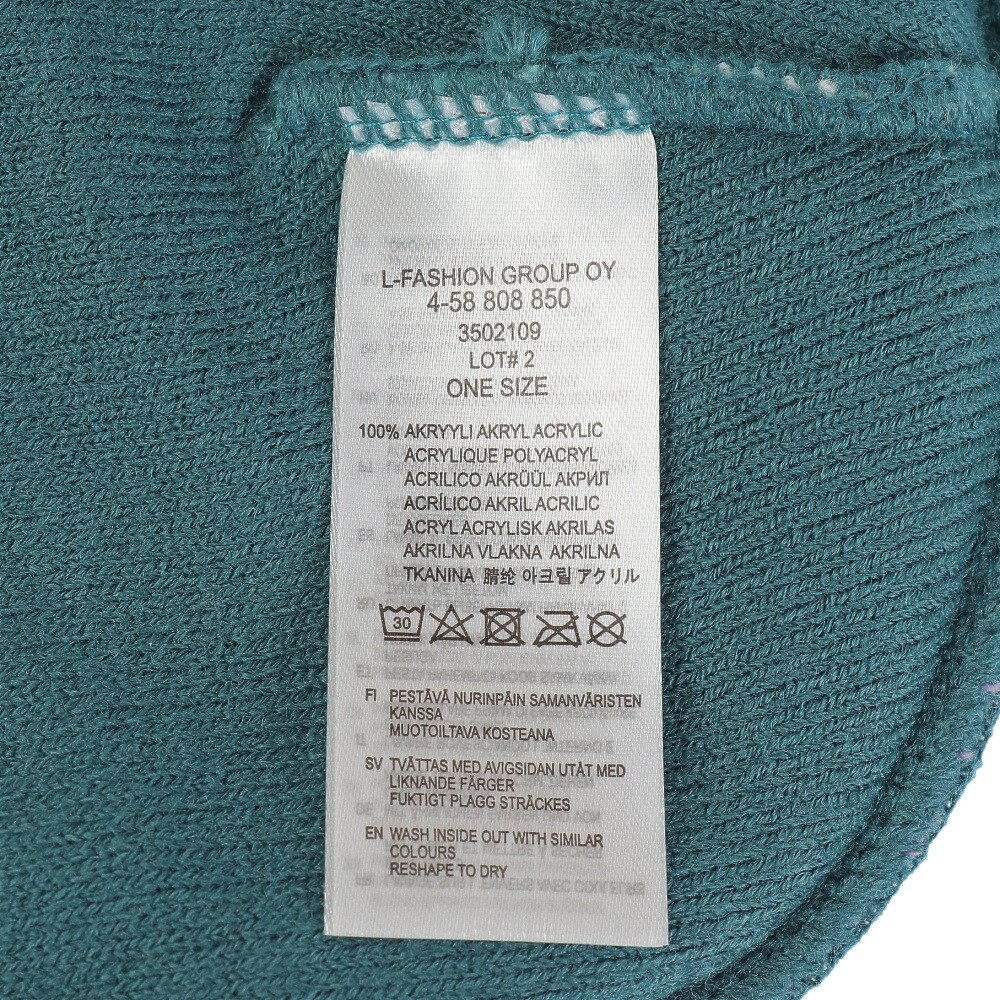 L-FASHION GROUP OY
4-58 808 850
3502109
LOT# 2
ONE SIZE
100% AKRYYLI AKRYL ACRYLIC
ACRYLIQUE POLYACRYL
ACRILICO AKRÜÜL АКРИЛ
ACRÍLICO AKRIL ACRILIC
ACRYL ACRYLISK AKRILAS
AKRILNA VLAKNA AKRILNA
TKANINA 腈纶 아크릴 アクリル
30
FI PESTÄVÄ NURINPÄIN SAMANVÄRISTEN
KANSSA
MUOTOILTAVA KOSTEANA
SV TVÄTTAS MED AVIGSIDAN UTÅT MED
LIKNANDE FÄRGER
FUKTIGT PLAGG STRÄCKES
EN WASH INSIDE OUT WITH SIMILAR
COLOURS
RESHAPE TO DRY